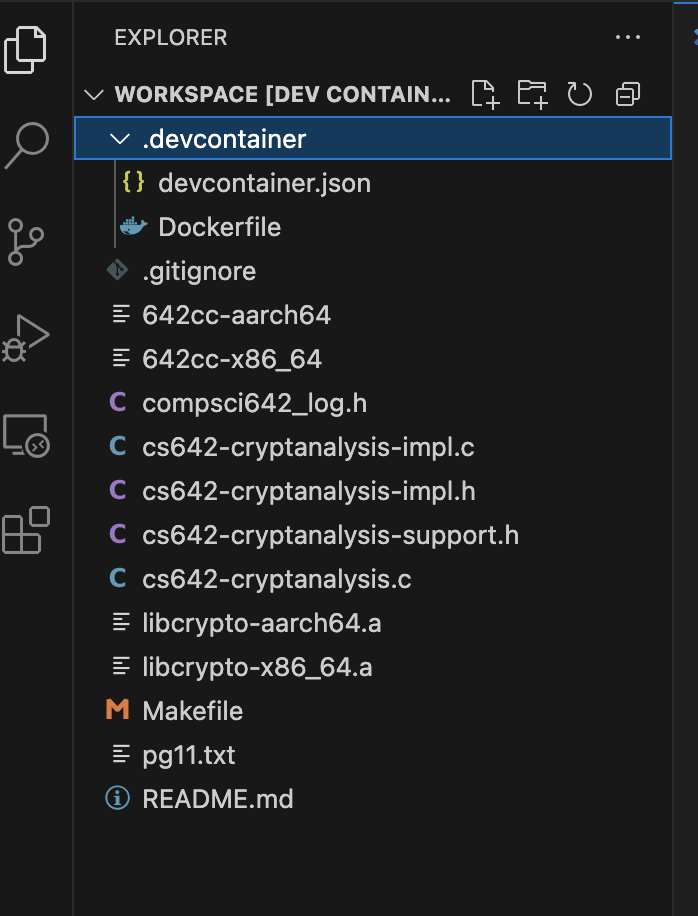 EXPLORER
WORKSPACE [DEV CONTAIN...
.devcontainer
{} devcontainer.json
Dockerfile
.gitignore
642cc-aarch64
642cc-x86_64
C compsci642_log.h
C cs642-cryptanalysis-impl.c
C cs642-cryptanalysis-impl.h
C cs642-cryptanalysis-support.h
C cs642-cryptanalysis.c
libcrypto-aarch64.a
libcrypto-x86_64.a
M Makefile
pg11.txt
README.md